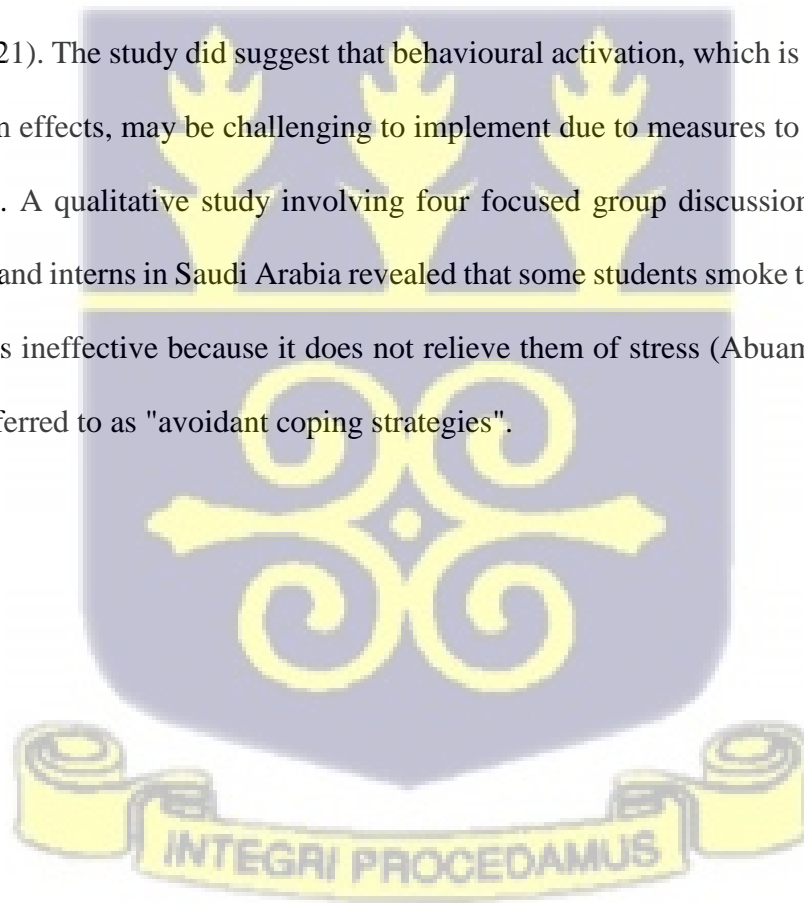 21). The study did suggest that behavioural activation, which is
n effects, may be challenging to implement due to measures to
. A qualitative study involving four focused group discussion
and interns in Saudi Arabia revealed that some students smoke t
s ineffective because it does not relieve them of stress (Abuam
ferred to as "avoidant coping strategies".
INTEGRI PROCEDAMUS